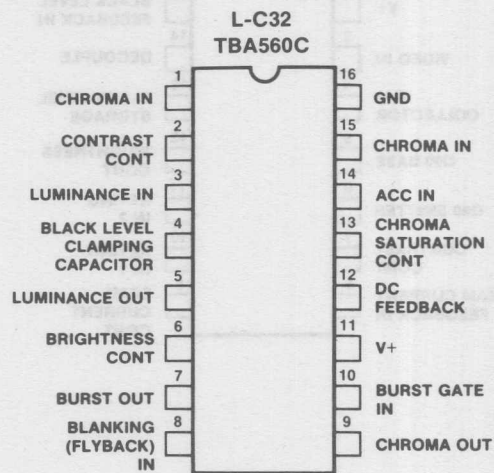 L-C32
TBA560C
1
CHROMA IN
2
CONTRAST
CONT
3
LUMINANCE IN
4
BLACK LEVEL
CLAMPING
CAPACITOR
5
LUMINANCE OUT
6
BRIGHTNESS
CONT
7
BURST OUT
8
BLANKING
(FLYBACK)
IN
16
GND
15
CHROMA IN
14
ACC IN
13
CHROMA
SATURATION
CONT
12
DC
FEEDBACK
11
V+
10
BURST GATE
IN
9
CHROMA OUT